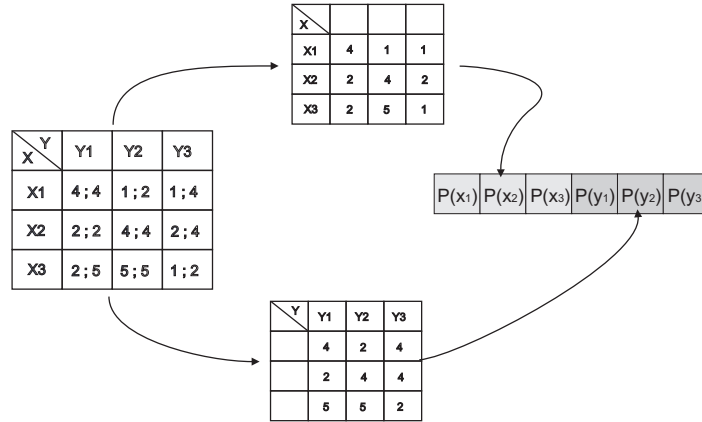 X
X1 4 1 1
X2 2 4 2
X3 2 5 1
Y
X Y1 Y2 Y3
X1 4;4 1;2 1;4
X2 2;2 4;4 2;4
X3 2;5 5;5 1;2
P(x1) P(x2) P(x3) P(y1) P(y2) P(y3
Y Y1 Y2 Y3
4 2 4
2 4 4
5 5 2